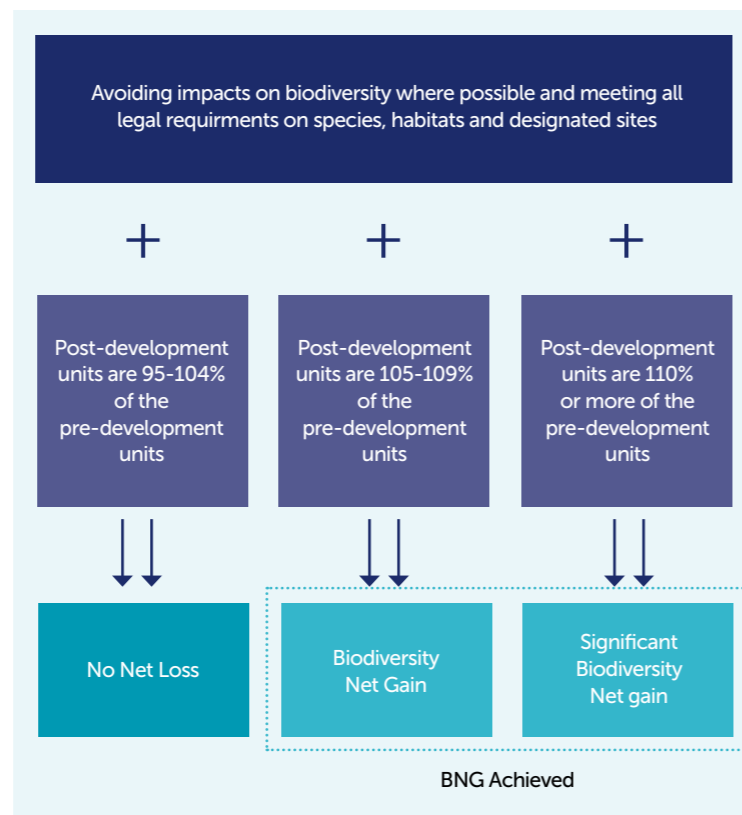 Avoiding impacts on biodiversity where possible and meeting all
legal requirments on species, habitats and designated sites
+ + +
Post-development
units are 95-104%
of the
pre-development
units
Post-development
units are 105-109%
of the
pre-development
units
Post-development
units are 110%
or more of the
pre-development
units
No Net Loss
Biodiversity
Net Gain
Significant
Biodiversity
Net gain
BNG Achieved